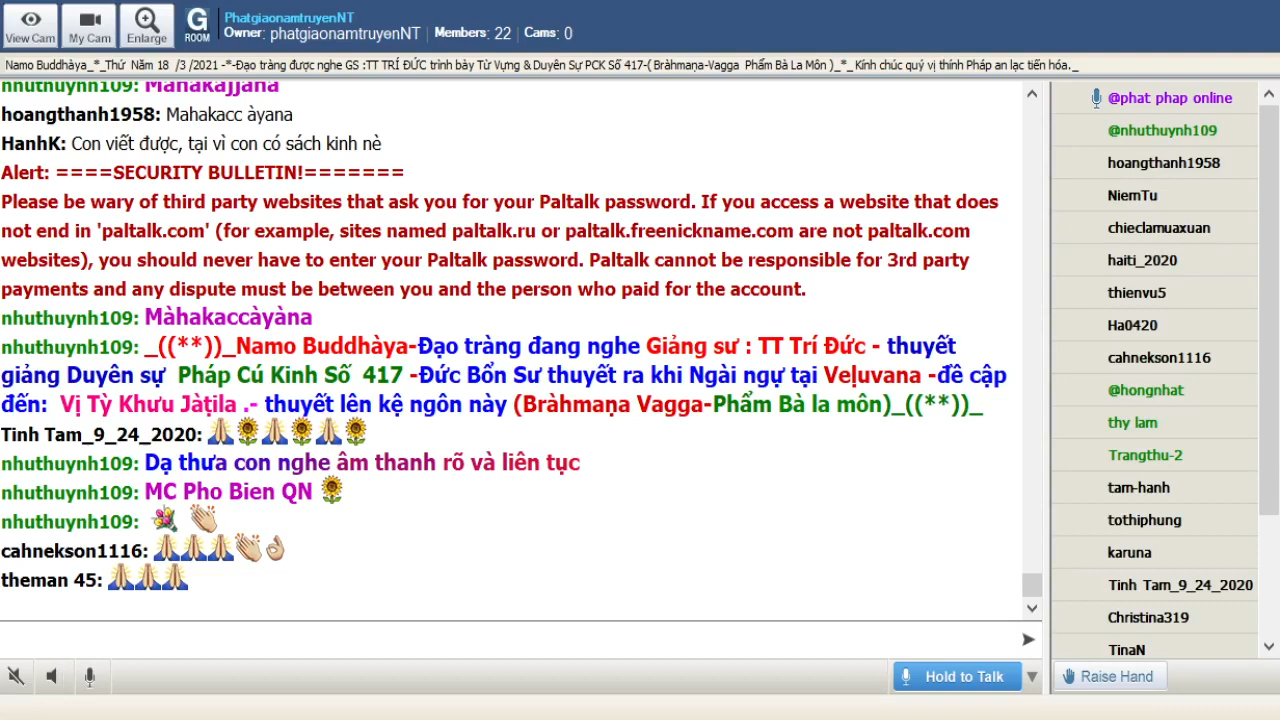 View Cam
My Cam
Enlarge
G
ROOM
PhatgiaonamtruyenNT
Owner: phatgiaonamtruyenNT | Members: 22 | Cams: 0
Namo Buddhàya_*_Thứ Năm 18 /3 /2021 -*-Đạo tràng được nghe GS :TT TRÍ ĐỨC trình bày Từ Vựng & Duyên Sự PCK Số 417-( Bràhmaṇa-Vagga Phẩm Bà La Môn )_*_ Kính chúc quý vị thính Pháp an lạc tiến hóa._
nhuthuynh109: Mahakajjana
hoangthanh1958: Mahakacc àyana
HanhK: Con viết được, tại vì con có sách kinh nè
Alert: ====SECURITY BULLETIN!=======
Please be wary of third party websites that ask you for your Paltalk password. If you access a website that does
not end in 'paltalk.com' (for example, sites named paltalk.ru or paltalk.freenickname.com are not paltalk.com
websites), you should never have to enter your Paltalk password. Paltalk cannot be responsible for 3rd party
payments and any dispute must be between you and the person who paid for the account.
nhuthuynh109: Màhakaccàyàna
nhuthuynh109: _((**))_Namo Buddhàya-Đạo tràng đang nghe Giảng sư : TT Trí Đức - thuyết
giảng Duyên sự Pháp Cú Kinh Số 417 -Đức Bổn Sư thuyết ra khi Ngài ngự tại Veḷuvana -đề cập
đến: Vị Tỳ Khưu Jàṭila .- thuyết lên kệ ngôn này (Bràhmaṇa Vagga-Phẩm Bà la môn)_((**))_
Tinh Tam_9_24_2020: 🙏🌻🙏🌻🙏🌻
nhuthuynh109: Dạ thưa con nghe âm thanh rõ và liên tục
nhuthuynh109: MC Pho Bien QN 🌻
nhuthuynh109: 💐 👏
cahnekson1116: 🙏🙏🙏👏👌
theman 45: 🙏🙏🙏
Hold to Talk
@phat phap online
@nhuthuynh109
hoangthanh1958
NiemTu
chieclamuaxuan
haiti_2020
thienvu5
Ha0420
cahnekson1116
@hongnhat
thy lam
Trangthu-2
tam-hanh
tothiphung
karuna
Tinh Tam_9_24_2020
Christina319
TinaN
Raise Hand